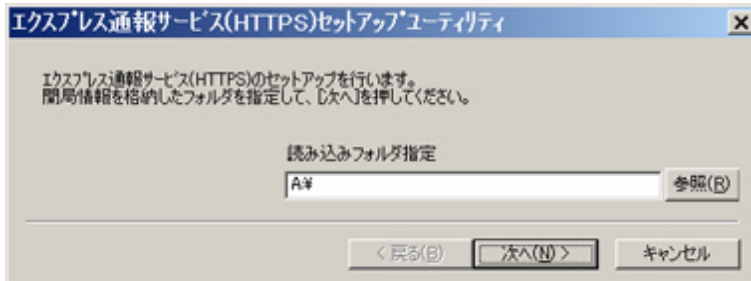 エクスプレス通報サービス(HTTPS)セットアップユーティリティ
エクスプレス通報サービス(HTTPS)のセットアップを行います。
開局情報を格納したフォルダを指定して、[次へ]を押してください。
読み込みフォルダ指定
A:¥
参照(R)
< 戻る(B)
次へ(N) >
キャンセル